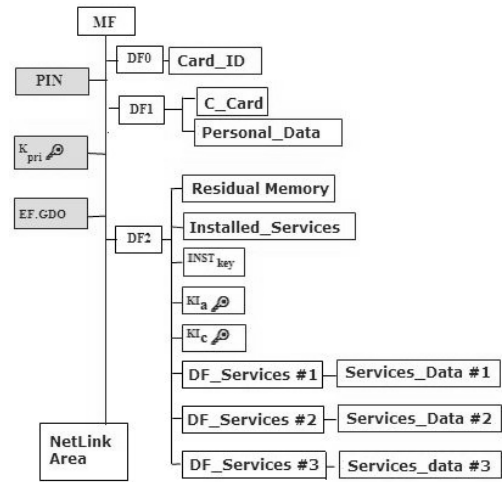 MF
DF0
Card_ID
PIN
DF1
C_Card
Personal_Data
Kpri
EF.GDO
DF2
Residual Memory
Installed_Services
INSTkey
KIa
KIc
DF_Services #1
Services_Data #1
DF_Services #2
Services_Data #2
DF_Services #3
Services_data #3
NetLink
Area